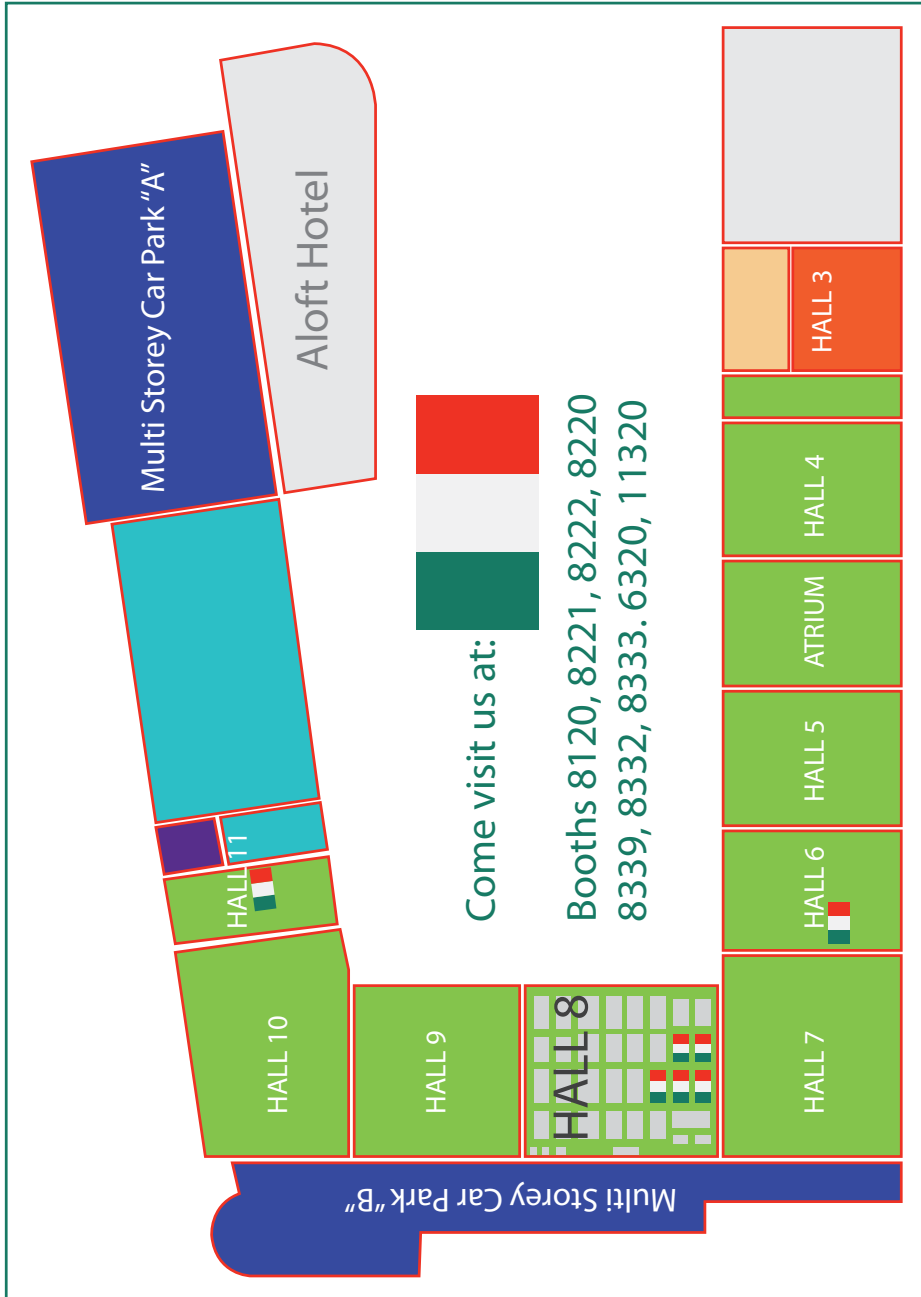 Multi Storey Car Park "A"
Aloft Hotel
HALL 11
HALL 10
HALL 9
HALL 8
Multi Storey Car Park "B"
Come visit us at:
Booths 8120, 8221, 8222, 8220
8339, 8332, 8333. 6320, 11320
HALL 7
HALL 6
HALL 5
ATRIUM
HALL 4
HALL 3